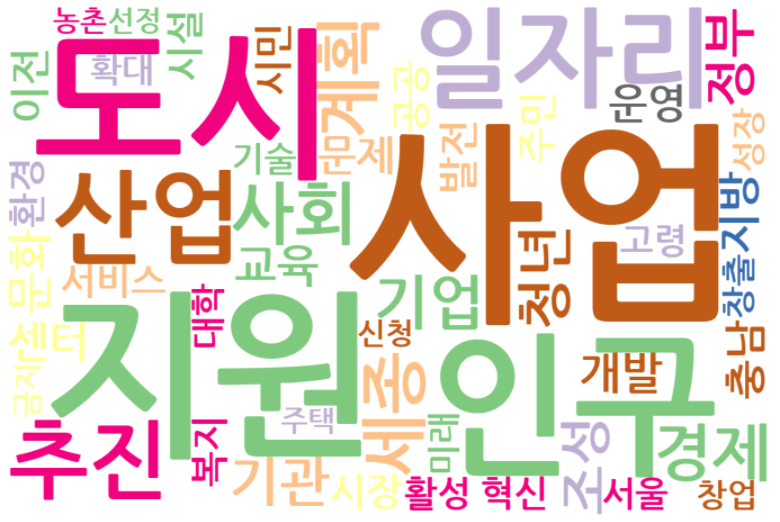 농촌 선정
도시
이전
확대
시설
시민
계획
공공
일자리
주민
운영
정부
성장
발전
기술
문제
사업
산업
사회
환경
교육
청년
고령
지방
창출
문화
서비스
기업
대학
신청
센터
금재
지원
인구
세종
개발
충남
추진
복지
주택
미래
조성
경제
기관
시장
활성
혁신
서울
창업